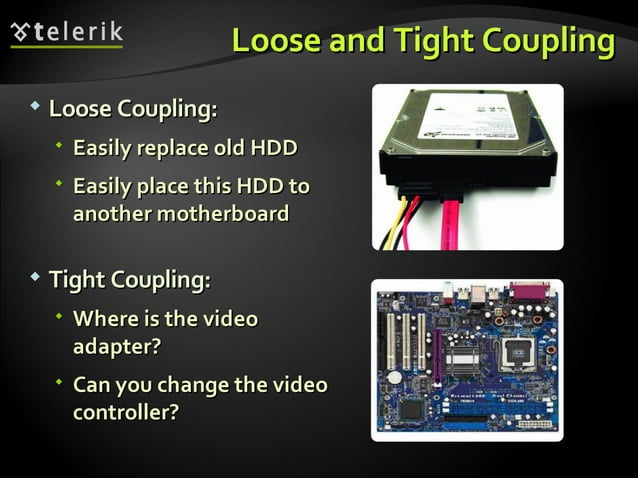 telerik
Loose and Tight Coupling
Loose Coupling:
Easily replace old HDD
Easily place this HDD to
another motherboard
Tight Coupling:
Where is the video
adapter?
Can you change the video
controller?